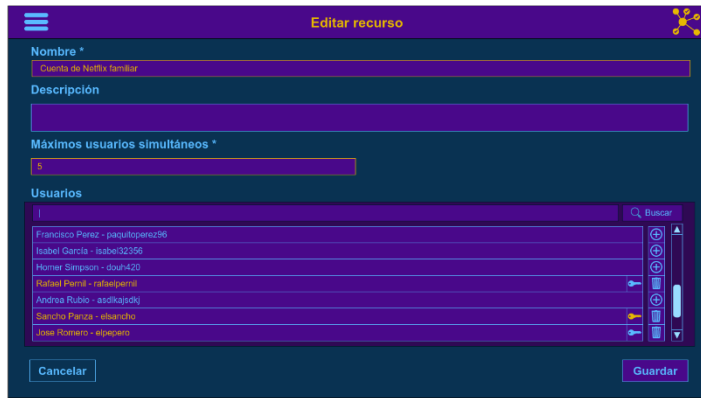 Editar recurso
Nombre *
Cuenta de Netflix familiar
Descripción
Máximos usuarios simultáneos *
5
Usuarios
Buscar
Francisco Perez - paquitoperez96
Isabel García - isabel32356
Homer Simpson - douh420
Rafael Pernil - rafaelpernil
Andrea Rubio - asdlkajsdkj
Sancho Panza - elsancho
Jose Romero - elpepero
Cancelar
Guardar